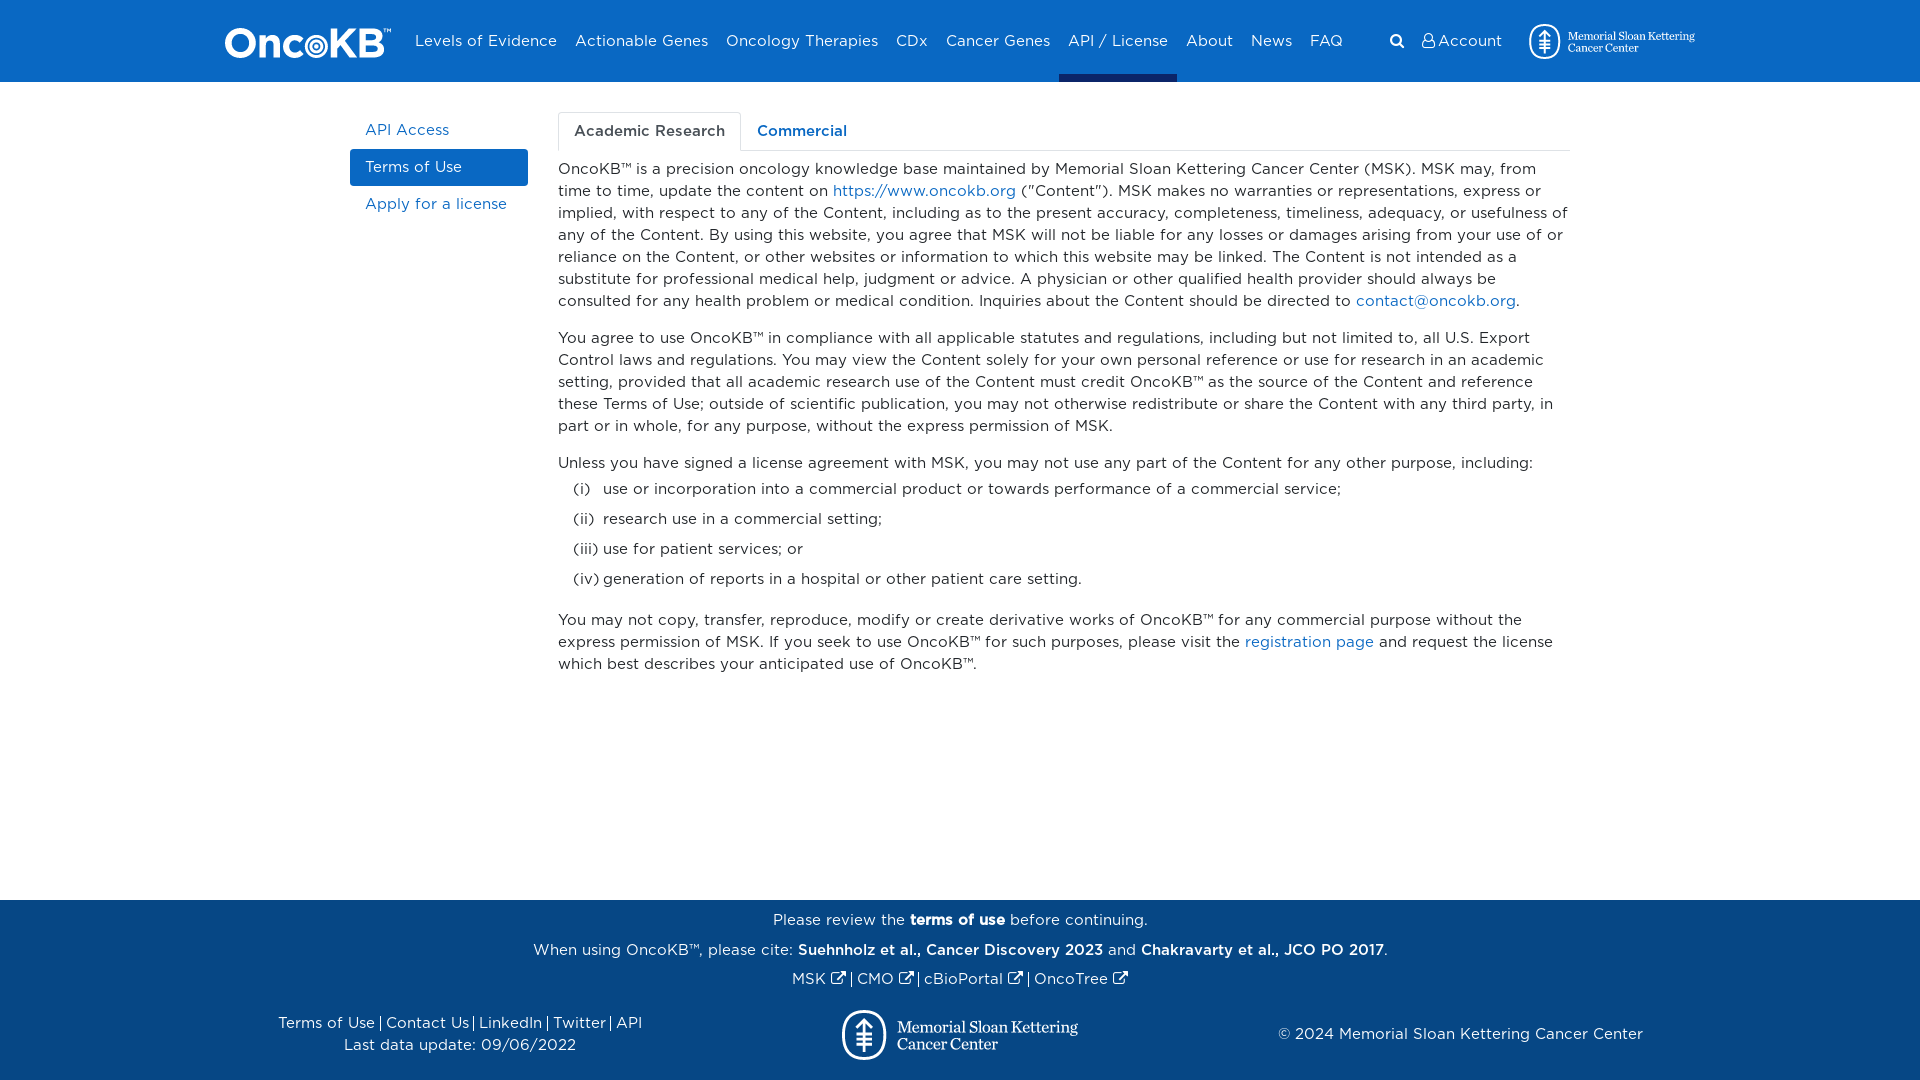 OncoKB™
Levels of Evidence
Actionable Genes
Oncology Therapies
CDx
Cancer Genes
API / License
About
News
FAQ
Account
Memorial Sloan Kettering
Cancer Center
API Access
Terms of Use
Apply for a license
Academic Research
Commercial
OncoKB™ is a precision oncology knowledge base maintained by Memorial Sloan Kettering Cancer Center (MSK). MSK may, from
time to time, update the content on https://www.oncokb.org ("Content"). MSK makes no warranties or representations, express or
implied, with respect to any of the Content, including as to the present accuracy, completeness, timeliness, adequacy, or usefulness of
any of the Content. By using this website, you agree that MSK will not be liable for any losses or damages arising from your use of or
reliance on the Content, or other websites or information to which this website may be linked. The Content is not intended as a
substitute for professional medical help, judgment or advice. A physician or other qualified health provider should always be
consulted for any health problem or medical condition. Inquiries about the Content should be directed to contact@oncokb.org.
You agree to use OncoKB™ in compliance with all applicable statutes and regulations, including but not limited to, all U.S. Export
Control laws and regulations. You may view the Content solely for your own personal reference or use for research in an academic
setting, provided that all academic research use of the Content must credit OncoKB™ as the source of the Content and reference
these Terms of Use; outside of scientific publication, you may not otherwise redistribute or share the Content with any third party, in
part or in whole, for any purpose, without the express permission of MSK.
Unless you have signed a license agreement with MSK, you may not use any part of the Content for any other purpose, including:
(i) use or incorporation into a commercial product or towards performance of a commercial service;
(ii) research use in a commercial setting;
(iii) use for patient services; or
(iv) generation of reports in a hospital or other patient care setting.
You may not copy, transfer, reproduce, modify or create derivative works of OncoKB™ for any commercial purpose without the
express permission of MSK. If you seek to use OncoKB™ for such purposes, please visit the registration page and request the license
which best describes your anticipated use of OncoKB™.
Please review the terms of use before continuing.
When using OncoKB™, please cite: Suehnholz et al., Cancer Discovery 2023 and Chakravarty et al., JCO PO 2017.
MSK | CMO | cBioPortal | OncoTree
Terms of Use | Contact Us | LinkedIn | Twitter | API
Last data update: 09/06/2022
Memorial Sloan Kettering
Cancer Center
© 2024 Memorial Sloan Kettering Cancer Center